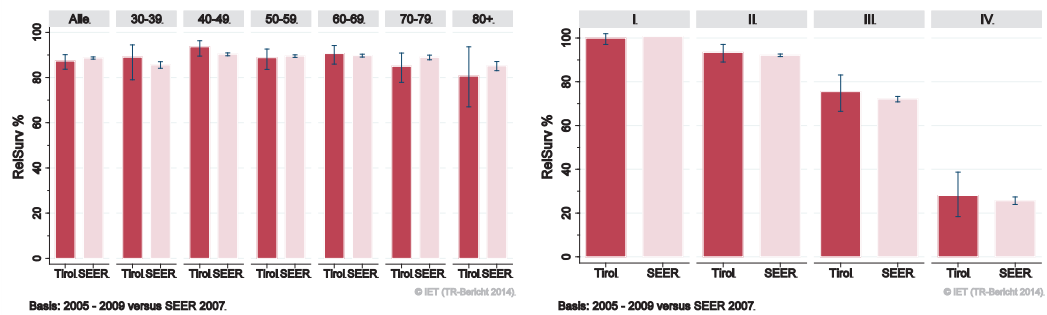 Alle. 30-39. 40-49. 50-59. 60-69. 70-79. 80+.
RelSurv %
100
80
60
40
20
0
Tirol. SEER. Tirol. SEER. Tirol. SEER. Tirol. SEER. Tirol. SEER. Tirol. SEER. Tirol. SEER.
© IET (TR-Bericht 2014).
Basis: 2005 - 2009 versus SEER 2007.
I. II. III. IV.
RelSurv %
100
80
60
40
20
0
Tirol. SEER. Tirol. SEER. Tirol. SEER. Tirol. SEER.
© IET (TR-Bericht 2014).
Basis: 2005 - 2009 versus SEER 2007.